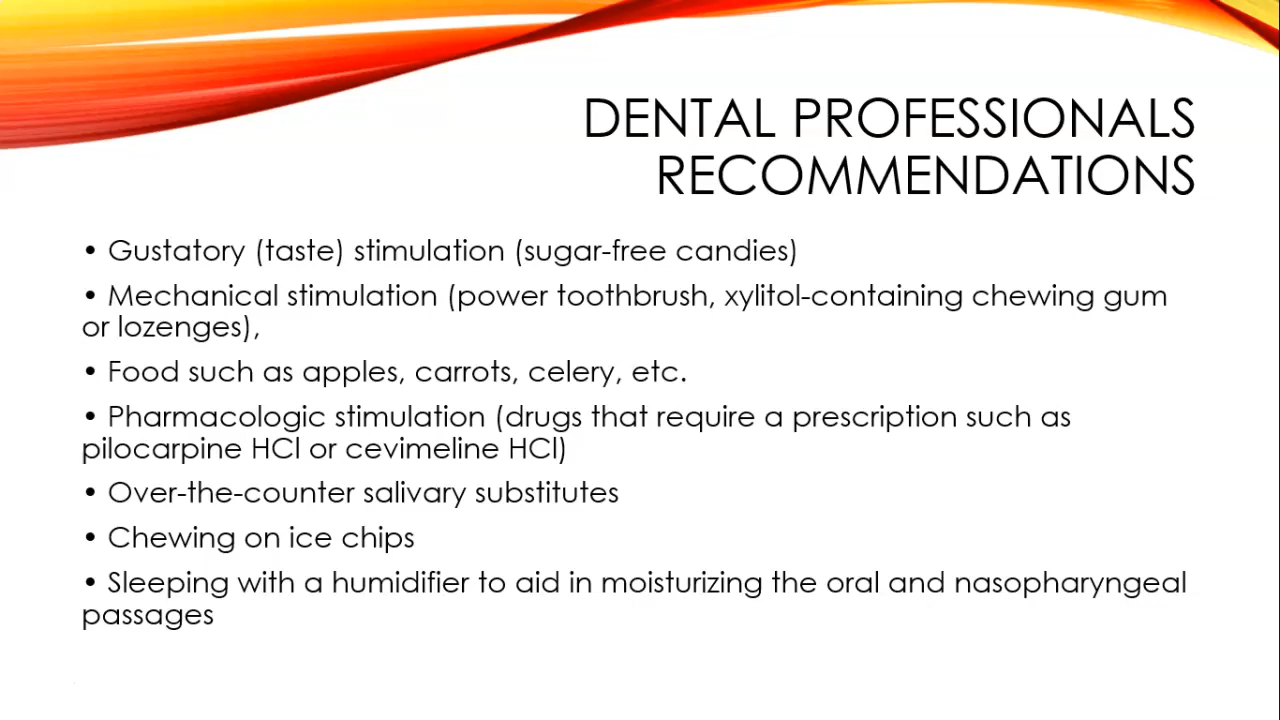 DENTAL PROFESSIONALS
RECOMMENDATIONS
• Gustatory (taste) stimulation (sugar-free candies)
• Mechanical stimulation (power toothbrush, xylitol-containing chewing gum
or lozenges),
• Food such as apples, carrots, celery, etc.
• Pharmacologic stimulation (drugs that require a prescription such as
pilocarpine HCl or cevimeline HCl)
• Over-the-counter salivary substitutes
• Chewing on ice chips
• Sleeping with a humidifier to aid in moisturizing the oral and nasopharyngeal
passages